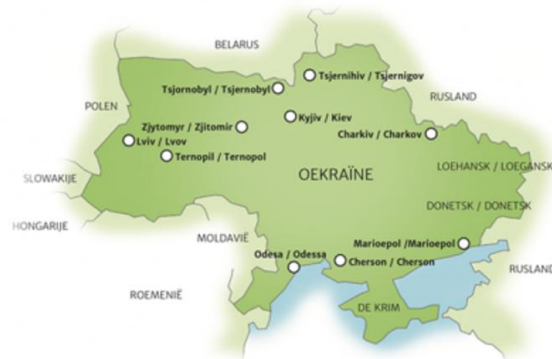 BELARUS
Tsjernihiv / Tsjernigov
Tsjornobyl / Tsjernobyl
RUSLAND
POLEN
Kyjiv / Kiev
Zjytomyr / Zjitomir
Charkiv / Charkov
Lviv / Lvov
Ternopil / Ternopol
LOEHANSK / LOEGANSK
OEKRAÏNE
SLOWAKIJE
DONETSK / DONETSK
HONGARIJE
MOLDAVIË
Marioepol /Marioepol
Odesa / Odessa
Cherson / Cherson
RUSLAND
ROEMENIË
DE KRIM